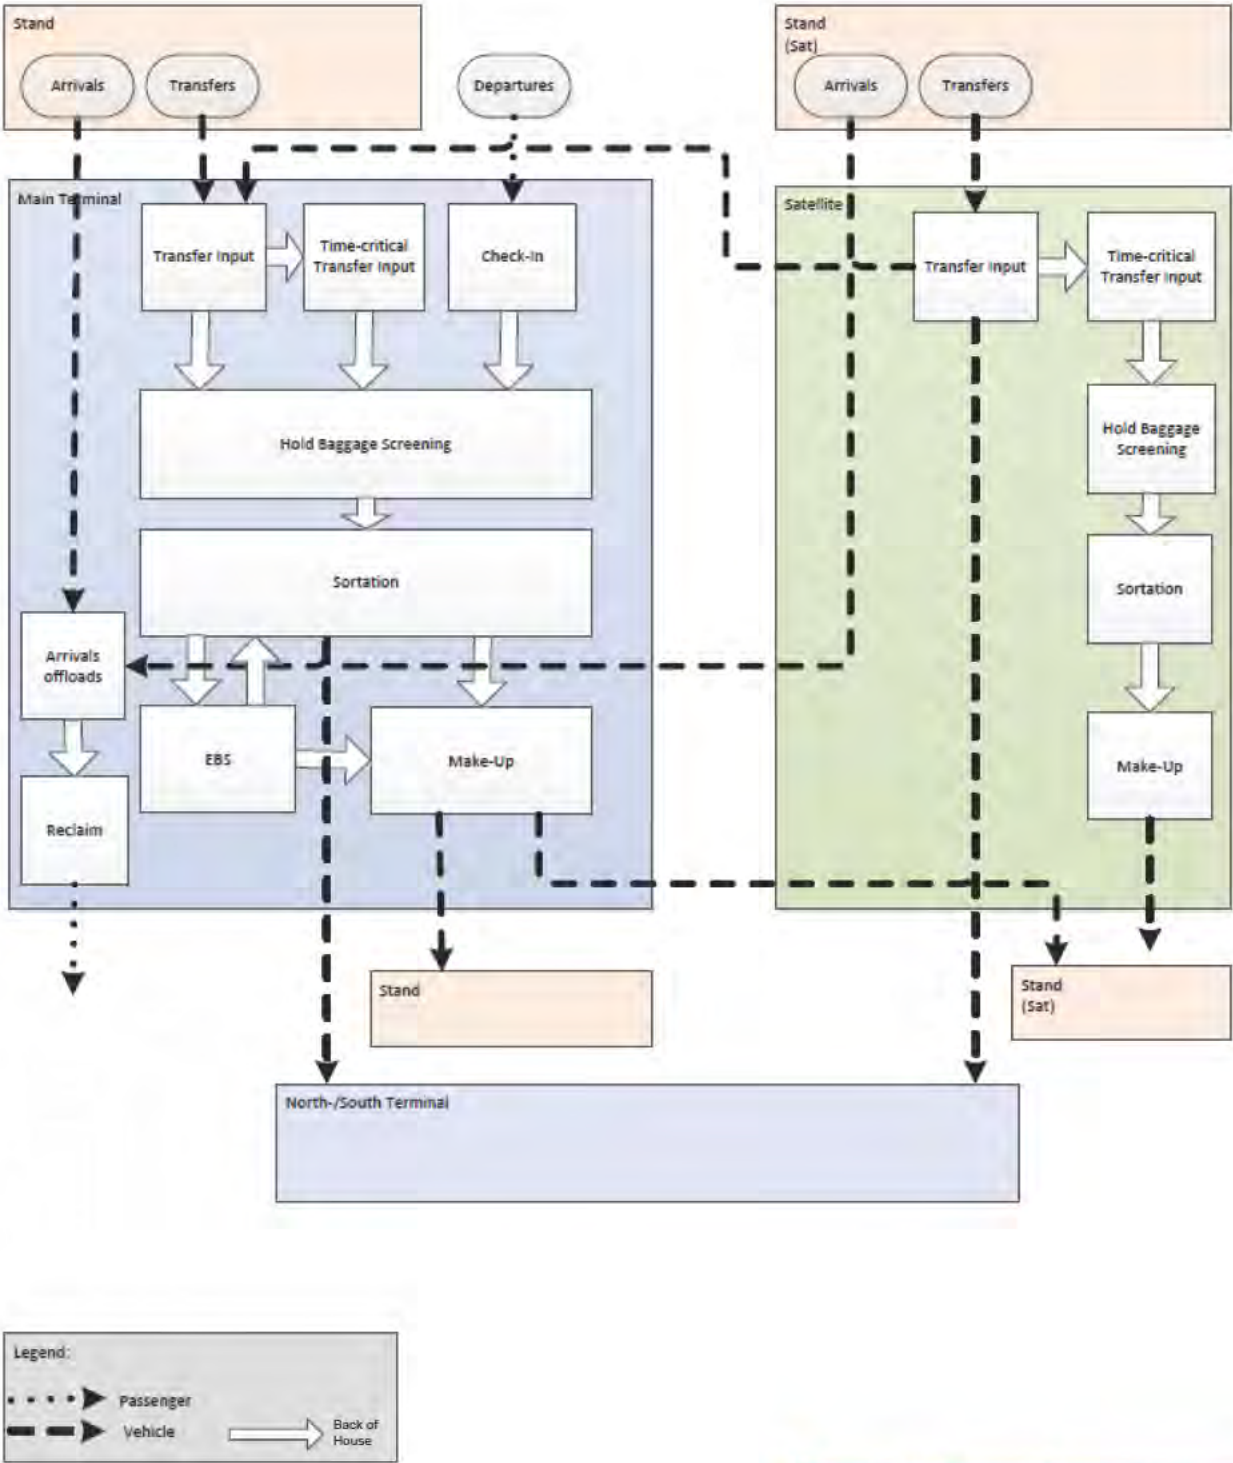 Stand
Arrivals
Transfers
Departures
Stand
(Sat)
Arrivals
Transfers
Main Terminal
Transfer Input
Time-critical
Transfer Input
Check-In
Satellite
Transfer Input
Time-critical
Transfer Input
Hold Baggage Screening
Hold Baggage
Screening
Sortation
Sortation
Arrivals
offloads
EBS
Make-Up
Make-Up
Reclaim
Stand
Stand
(Sat)
North-/South Terminal
Legend:
Passenger
Vehicle
Back of
House